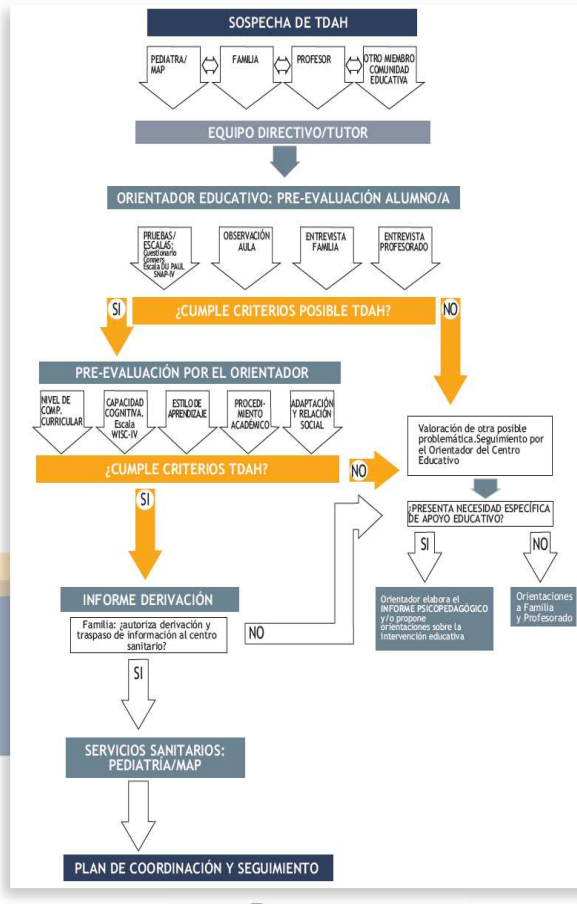 SOSPECHA DE TDAH
PEDIATRA/
MAP
FAMILIA
PROFESOR
OTRO MIEMBRO
COMUNIDAD
EDUCATIVA
EQUIPO DIRECTIVO/TUTOR
ORIENTADOR EDUCATIVO: PRE-EVALUACIÓN ALUMNO/A
PRUEBAS/
ESCALAS:
Cuestionario
Conners
Escala DU PAUL
SNAP-IV
OBSERVACIÓN
AULA
ENTREVISTA
FAMILIA
ENTREVISTA
PROFESORADO
SI
¿CUMPLE CRITERIOS POSIBLE TDAH?
NO
PRE-EVALUACIÓN POR EL ORIENTADOR
NIVEL DE
COMP.
CURRICULAR
CAPACIDAD
COGNITIVA.
Escala
WISC-IV
ESTILO DE
APRENDIZAJE
PROCEDI-
MIENTO
ACADÉMICO
ADAPTACIÓN
Y RELACIÓN
SOCIAL
Valoración de otra posible
problemática.Seguimiento por
el Orientador del Centro
Educativo
¿CUMPLE CRITERIOS TDAH?
NO
SI
¿PRESENTA NECESIDAD ESPECÍFICA
DE APOYO EDUCATIVO?
SI
NO
INFORME DERIVACIÓN
Familia: ¿autoriza derivación y
traspaso de información al centro
sanitario?
NO
Orientador elabora el
INFORME PSICOPEDAGÓGICO
y/o propone
orientaciones sobre la
intervención educativa
Orientaciones
a Familia
y Profesorado
SI
SERVICIOS SANITARIOS:
PEDIATRÍA/MAP
PLAN DE COORDINACIÓN Y SEGUIMIENTO